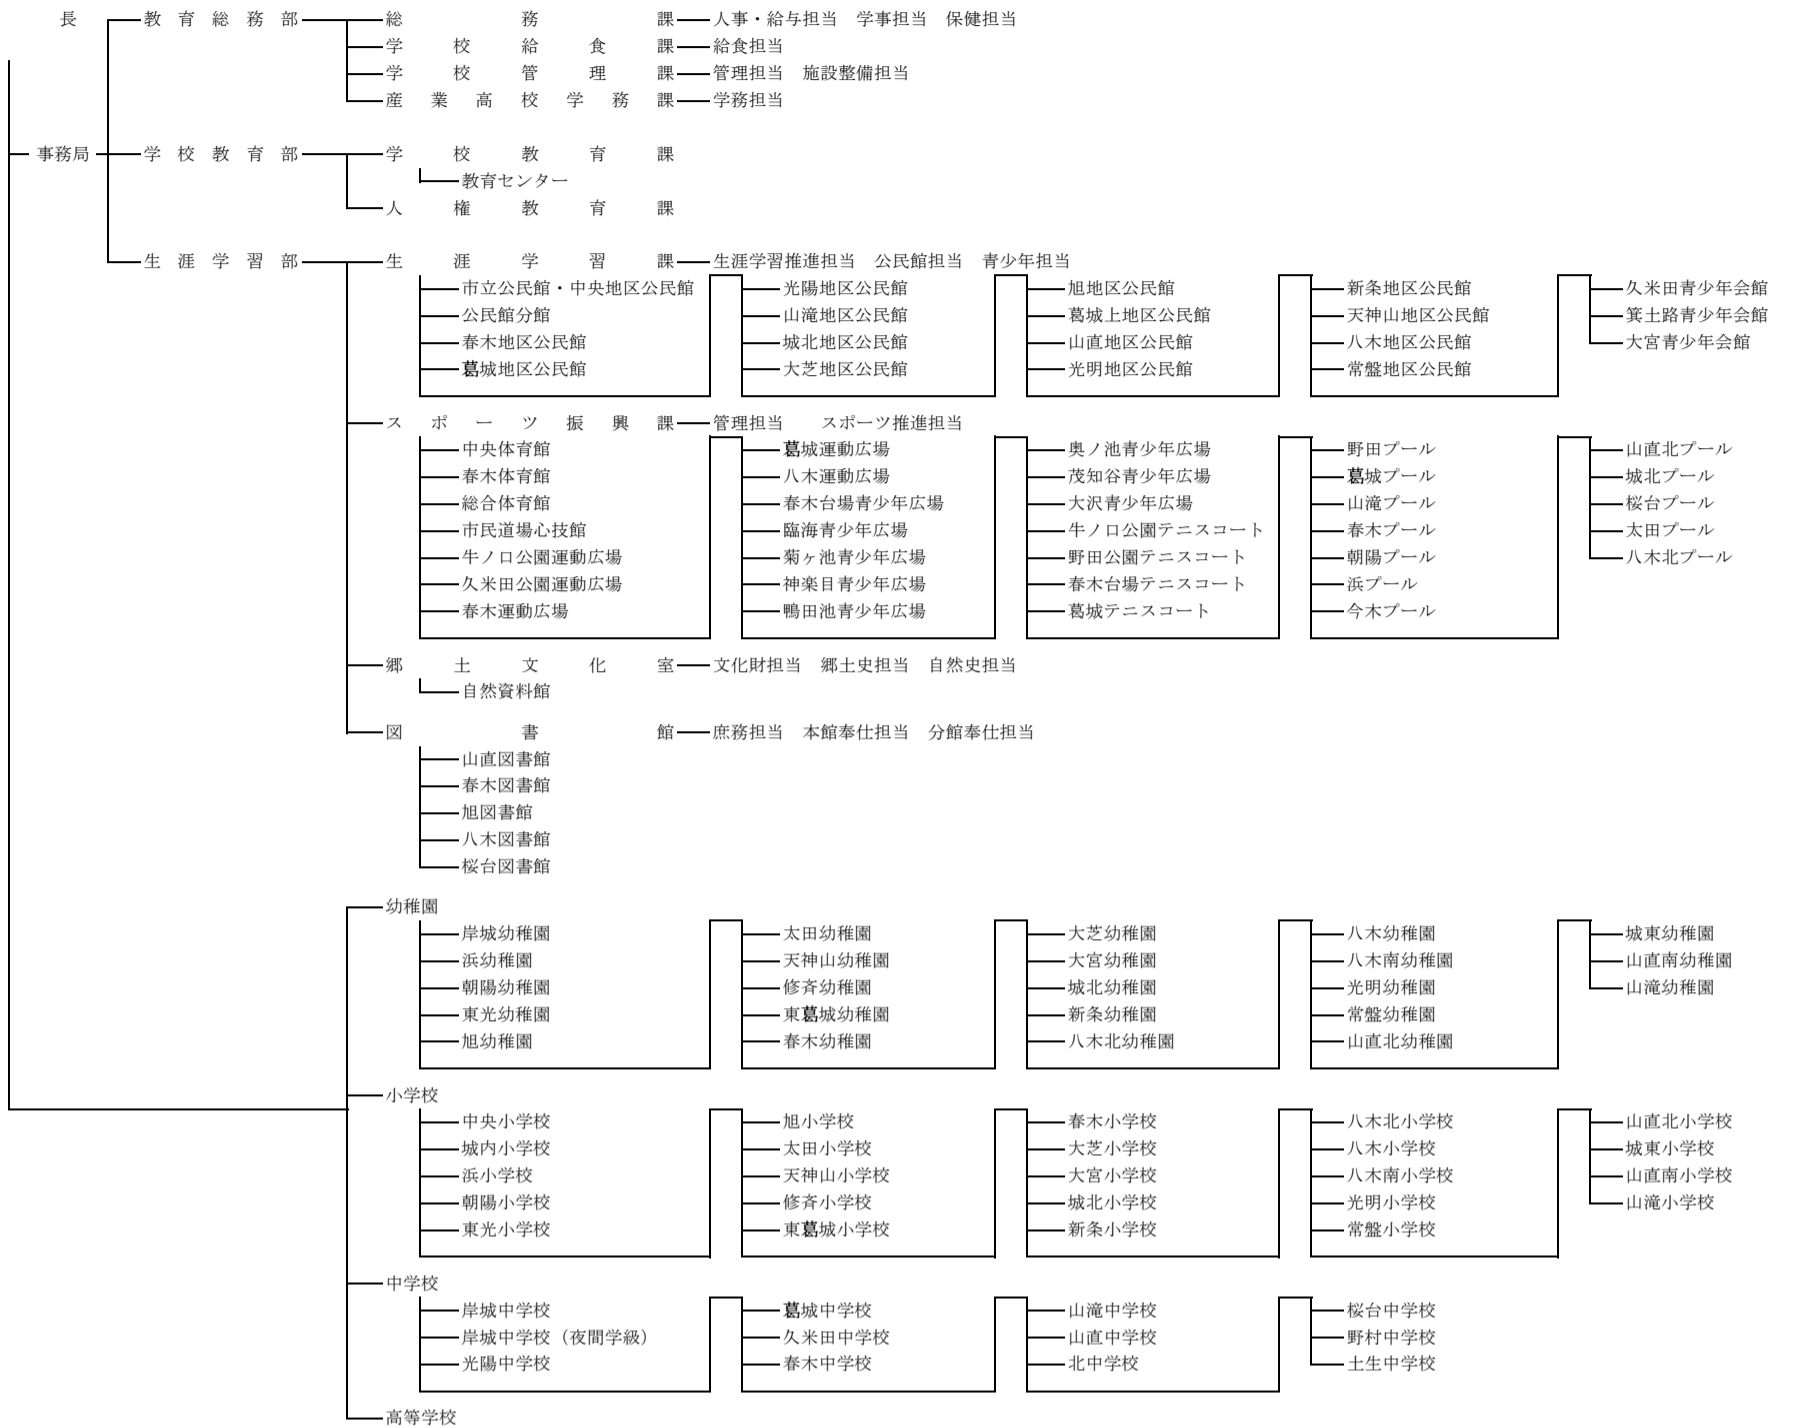 長 教育総務部 総務課 人事・給与担当 学事担当 保健担当
学校給食課 給食担当
学校管理課 管理担当 施設整備担当
産業高校学務課 学務担当
事務局 学校教育部 学校教育課
教育センター
人権教育課
生涯学習部 生涯学習課 生涯学習推進担当 公民館担当 青少年担当
市立公民館・中央地区公民館 光陽地区公民館 旭地区公民館 新条地区公民館 久米田青少年会館
公民館分館 山滝地区公民館 葛城上地区公民館 天神山地区公民館 箕土路青少年会館
春木地区公民館 城北地区公民館 山直地区公民館 八木地区公民館 大宮青少年会館
葛城地区公民館 大芝地区公民館 光明地区公民館 常盤地区公民館
スポーツ振興課 管理担当 スポーツ推進担当
中央体育館 葛城運動広場 奥ノ池青少年広場 野田プール 山直北プール
春木体育館 八木運動広場 茂知谷青少年広場 葛城プール 城北プール
総合体育館 春木台場青少年広場 大沢青少年広場 山滝プール 桜台プール
市民道場心技館 臨海青少年広場 牛ノ口公園テニスコート 春木プール 太田プール
牛ノ口公園運動広場 菊ヶ池青少年広場 野田公園テニスコート 朝陽プール 八木北プール
久米田公園運動広場 神楽目青少年広場 春木台場テニスコート 浜プール
春木運動広場 鴨田池青少年広場 葛城テニスコート 今木プール
郷土文化室 文化財担当 郷土史担当 自然史担当
自然資料館
図書館 庶務担当 本館奉仕担当 分館奉仕担当
山直図書館
春木図書館
旭図書館
八木図書館
桜台図書館
幼稚園
岸城幼稚園 太田幼稚園 大芝幼稚園 八木幼稚園 城東幼稚園
浜幼稚園 天神山幼稚園 大宮幼稚園 八木南幼稚園 山直南幼稚園
朝陽幼稚園 修斉幼稚園 城北幼稚園 光明幼稚園 山滝幼稚園
東光幼稚園 東葛城幼稚園 新条幼稚園 常盤幼稚園
旭幼稚園 春木幼稚園 八木北幼稚園 山直北幼稚園
小学校
中央小学校 旭小学校 春木小学校 八木北小学校 山直北小学校
城内小学校 太田小学校 大芝小学校 八木小学校 城東小学校
浜小学校 天神山小学校 大宮小学校 八木南小学校 山直南小学校
朝陽小学校 修斉小学校 城北小学校 光明小学校 山滝小学校
東光小学校 東葛城小学校 新条小学校 常盤小学校
中学校
岸城中学校 葛城中学校 山滝中学校 桜台中学校
岸城中学校（夜間学級） 久米田中学校 山直中学校 野村中学校
光陽中学校 春木中学校 北中学校 土生中学校
高等学校